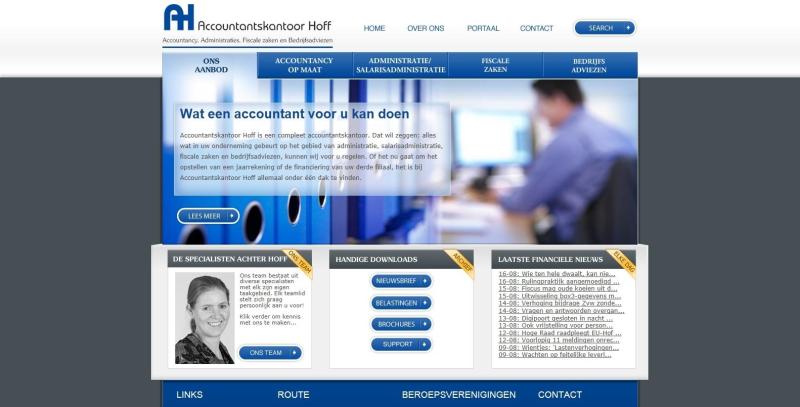 AH Accountantskantoor Hoff
Accountancy, Administraties, Fiscale zaken en Bedrijfsadviezen
HOME OVER ONS PORTAAL CONTACT SEARCH
ONS
AANBOD
ACCOUNTANCY
OP MAAT
ADMINISTRATIE/
SALARISADMINISTRATIE
FISCALE
ZAKEN
BEDRIJFS
ADVIEZEN
Wat een accountant voor u kan doen
Accountantskantoor Hoff is een compleet accountantskantoor. Dat wil zeggen: alles
wat in uw onderneming gebeurt op het gebied van administratie, salarisadministratie,
fiscale zaken en bedrijfsadviezen, kunnen wij voor u regelen. Of het nu gaat om het
opstellen van een jaarrekening of de financiering van uw derde filiaal, het is bij
Accountantskantoor Hoff allemaal onder één dak te vinden.
LEES MEER
DE SPECIALISTEN ACHTER HOFF
ONS TEAM
Ons team bestaat uit
diverse specialisten
met elk zijn eigen
taakgebied. Elk teamlid
stelt zich graag
persoonlijk aan u voor!
Klik verder om kennis
met ons te maken...
ONS TEAM
HANDIGE DOWNLOADS
ARCHIEF
NIEUWSBRIEF
BELASTINGEN
BROCHURES
SUPPORT
LAATSTE FINANCIELE NIEUWS
ELKE DAG
16-08: Wie ten hele dwaalt, kan nie...
16-08: Rulingpraktijk aangemoedigd ...
15-08: Fiscus mag oude koeien uit d...
15-08: Uitwisseling box3-gegevens m...
14-08: Verhoging bijdrage Zvw zonde...
14-08: Vragen en antwoorden overgan...
13-08: Digipoort gesloten in nacht ...
13-08: Ook vrijstelling voor person...
12-08: Hoge Raad raadpleegt EU-Hof ...
12-08: Voorlopig 11 meldingen onrec...
09-08: Wientjes: 'Lastenverhogingen...
09-08: Wachten op feitelijke leveri...
LINKS ROUTE BEROEPSVERENIGINGEN CONTACT